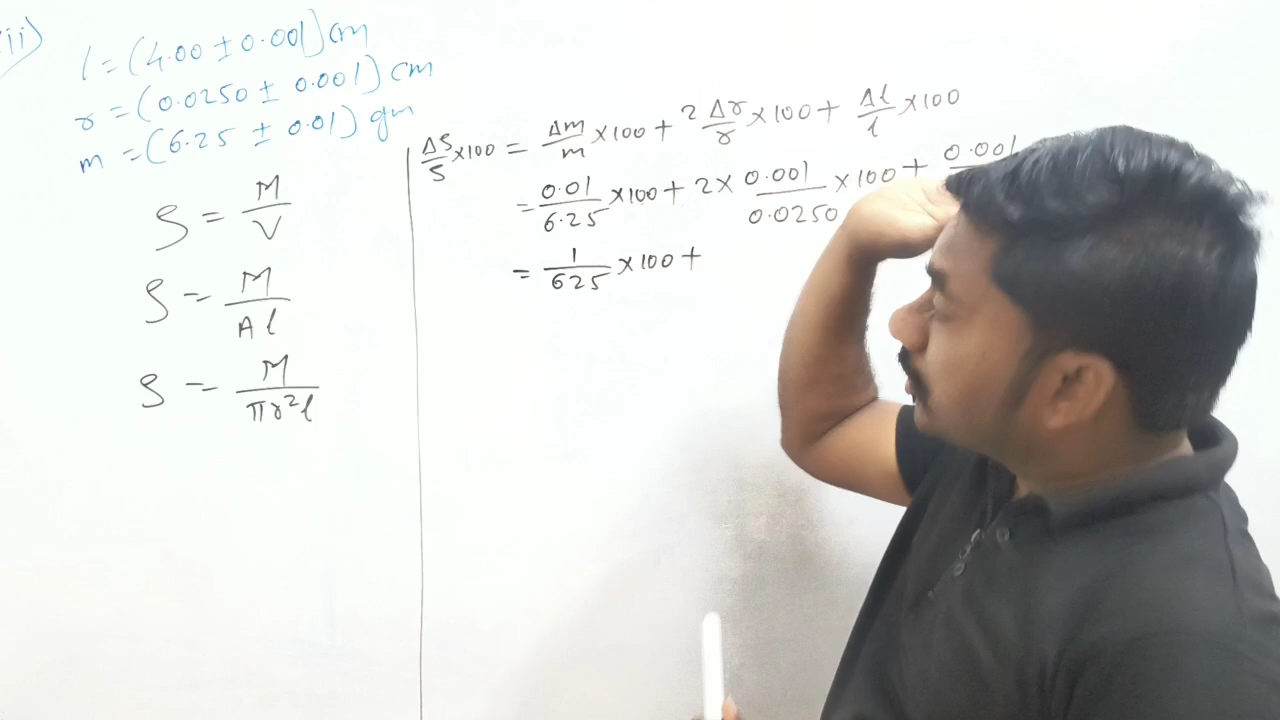 ii)
l = (4.00 ± 0.001) cm
r = (0.0250 ± 0.001) cm
m = (6.25 ± 0.01) gm
S = M/V
S = M/Al
S = M/πr²l
ΔS/S ×100 = Δm/m ×100 + 2 Δr/r ×100 + Δl/l ×100
= 0.01/6.25 ×100 + 2× 0.001/0.0250 ×100 + 0.001
= 1/625 ×100 +